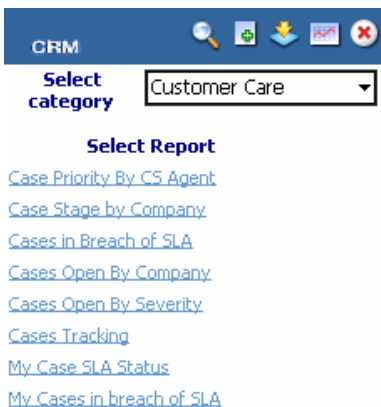 CRM
Select category
Customer Care
Select Report
Case Priority By CS Agent
Case Stage by Company
Cases in Breach of SLA
Cases Open By Company
Cases Open By Severity
Cases Tracking
My Case SLA Status
My Cases in breach of SLA